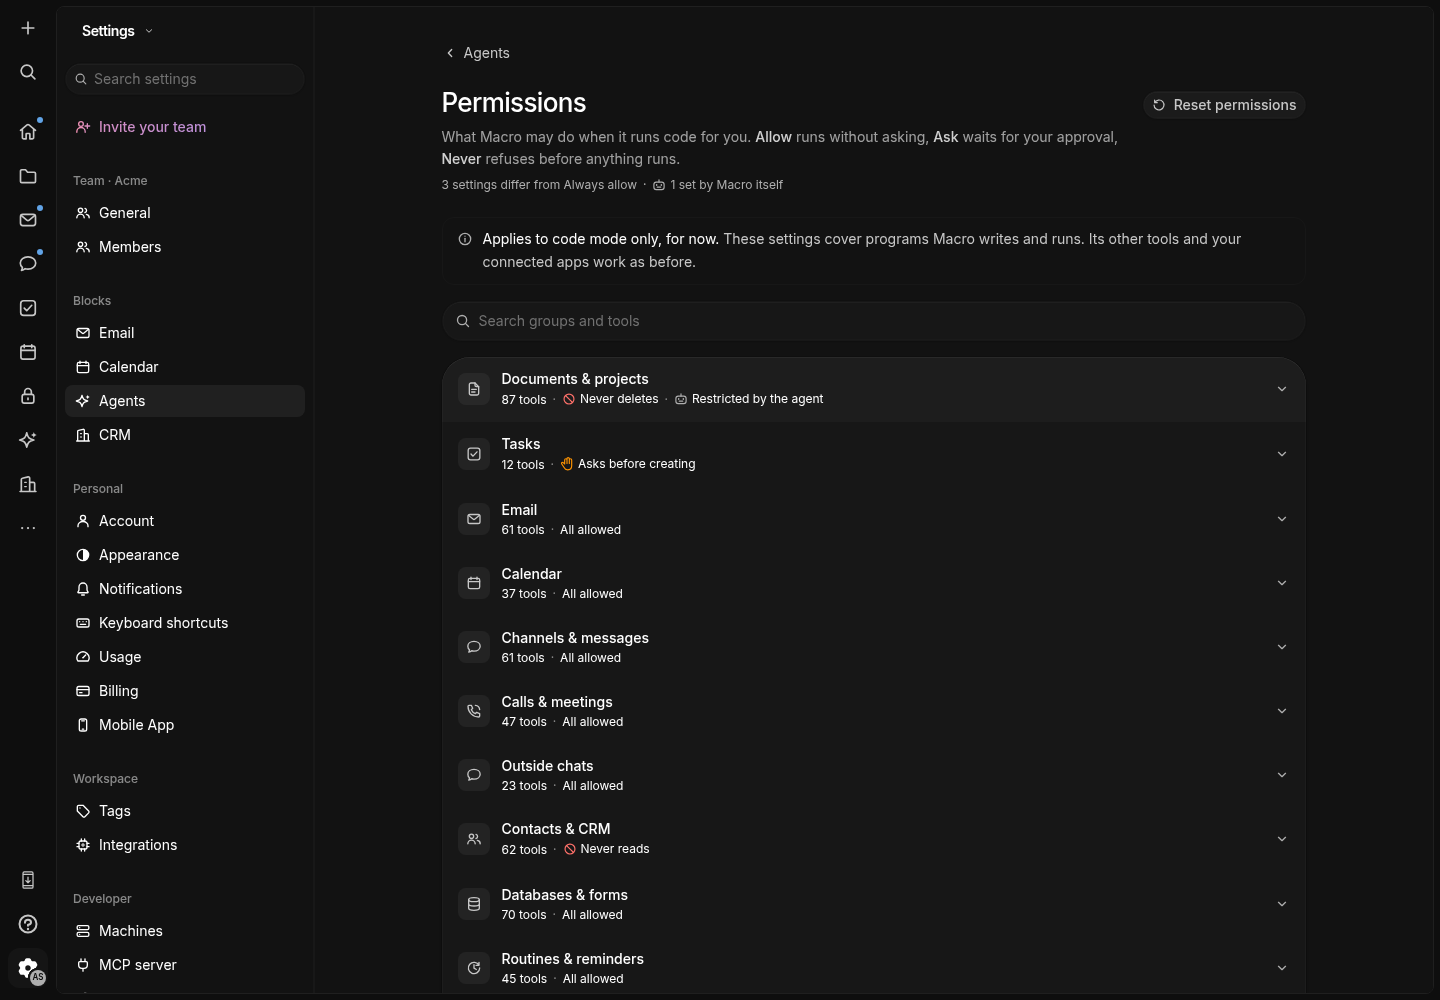 Settings
Search settings
Invite your team
Team · Acme
General
Members
Blocks
Email
Calendar
Agents
CRM
Personal
Account
Appearance
Notifications
Keyboard shortcuts
Usage
Billing
Mobile App
Workspace
Tags
Integrations
Developer
Machines
MCP server
AS
Agents
Permissions
Reset permissions
What Macro may do when it runs code for you. Allow runs without asking, Ask waits for your approval,
Never refuses before anything runs.
3 settings differ from Always allow · 1 set by Macro itself
Applies to code mode only, for now. These settings cover programs Macro writes and runs. Its other tools and your
connected apps work as before.
Search groups and tools
Documents & projects
87 tools · Never deletes · Restricted by the agent
Tasks
12 tools · Asks before creating
Email
61 tools · All allowed
Calendar
37 tools · All allowed
Channels & messages
61 tools · All allowed
Calls & meetings
47 tools · All allowed
Outside chats
23 tools · All allowed
Contacts & CRM
62 tools · Never reads
Databases & forms
70 tools · All allowed
Routines & reminders
45 tools · All allowed